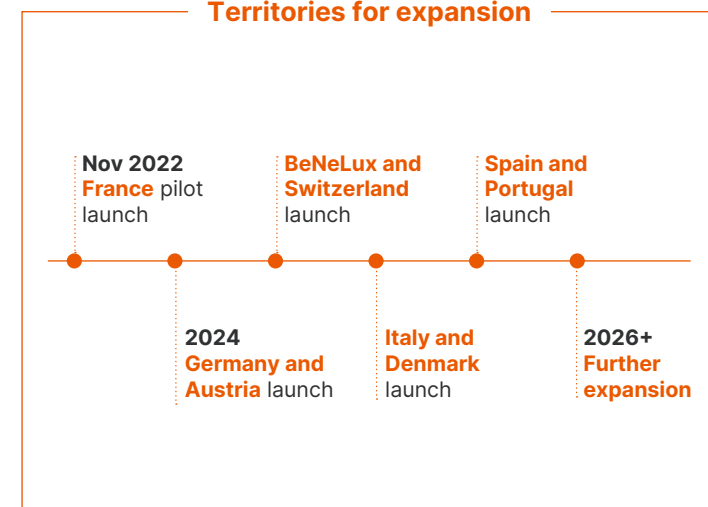 Territories for expansion
Nov 2022
France pilot
launch
BeNeLux and
Switzerland
launch
Spain and
Portugal
launch
2024
Germany and
Austria launch
Italy and
Denmark
launch
2026+
Further
expansion